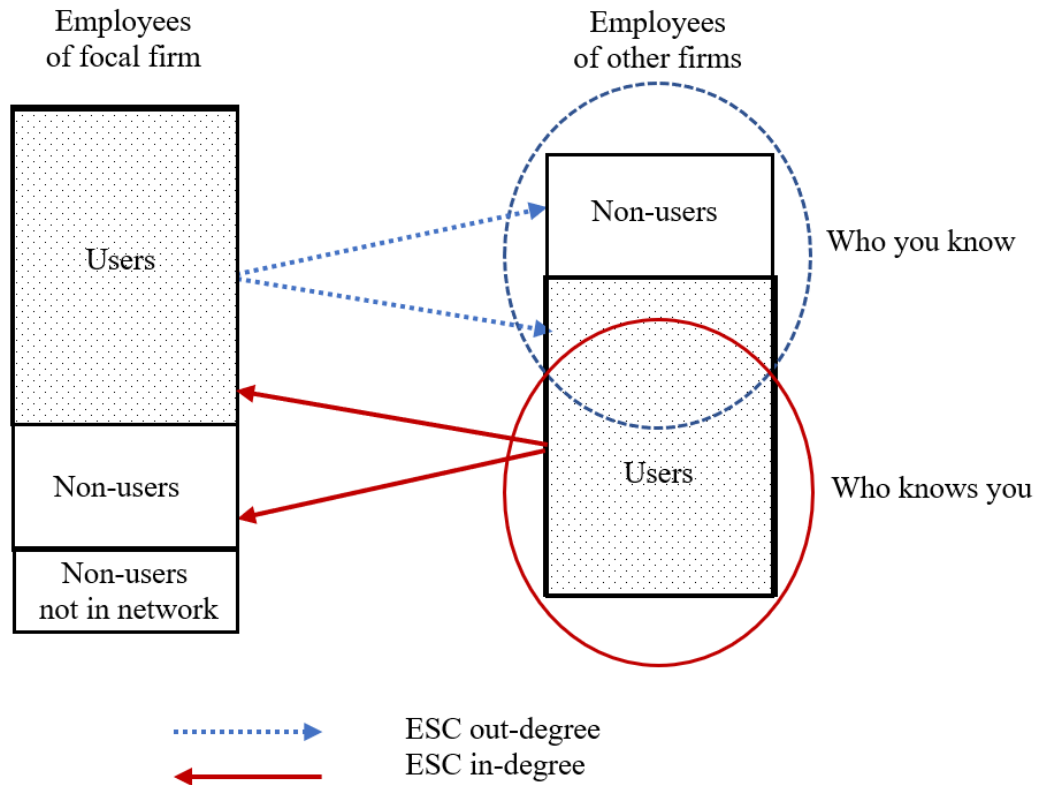 Employees
of focal firm
Employees
of other firms
Non-users
Who you know
Users
Users
Non-users
Who knows you
Non-users
not in network
ESC out-degree
ESC in-degree